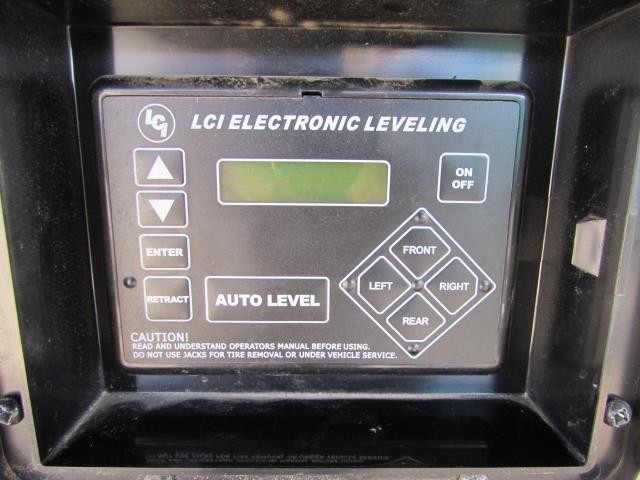 LCI LCI ELECTRONIC LEVELING
ON
OFF
ENTER
FRONT
LEFT
RIGHT
RETRACT
AUTO LEVEL
REAR
CAUTION!
READ AND UNDERSTAND OPERATORS MANUAL BEFORE USING.
DO NOT USE JACKS FOR TIRE REMOVAL OR UNDER VEHICLE SERVICE.